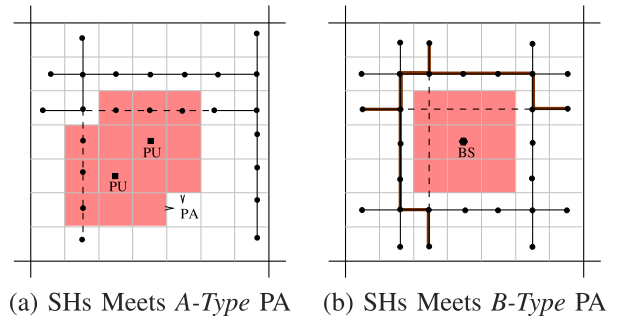 PU
PU
PA
BS
(a) SHs Meets A-Type PA
(b) SHs Meets B-Type PA